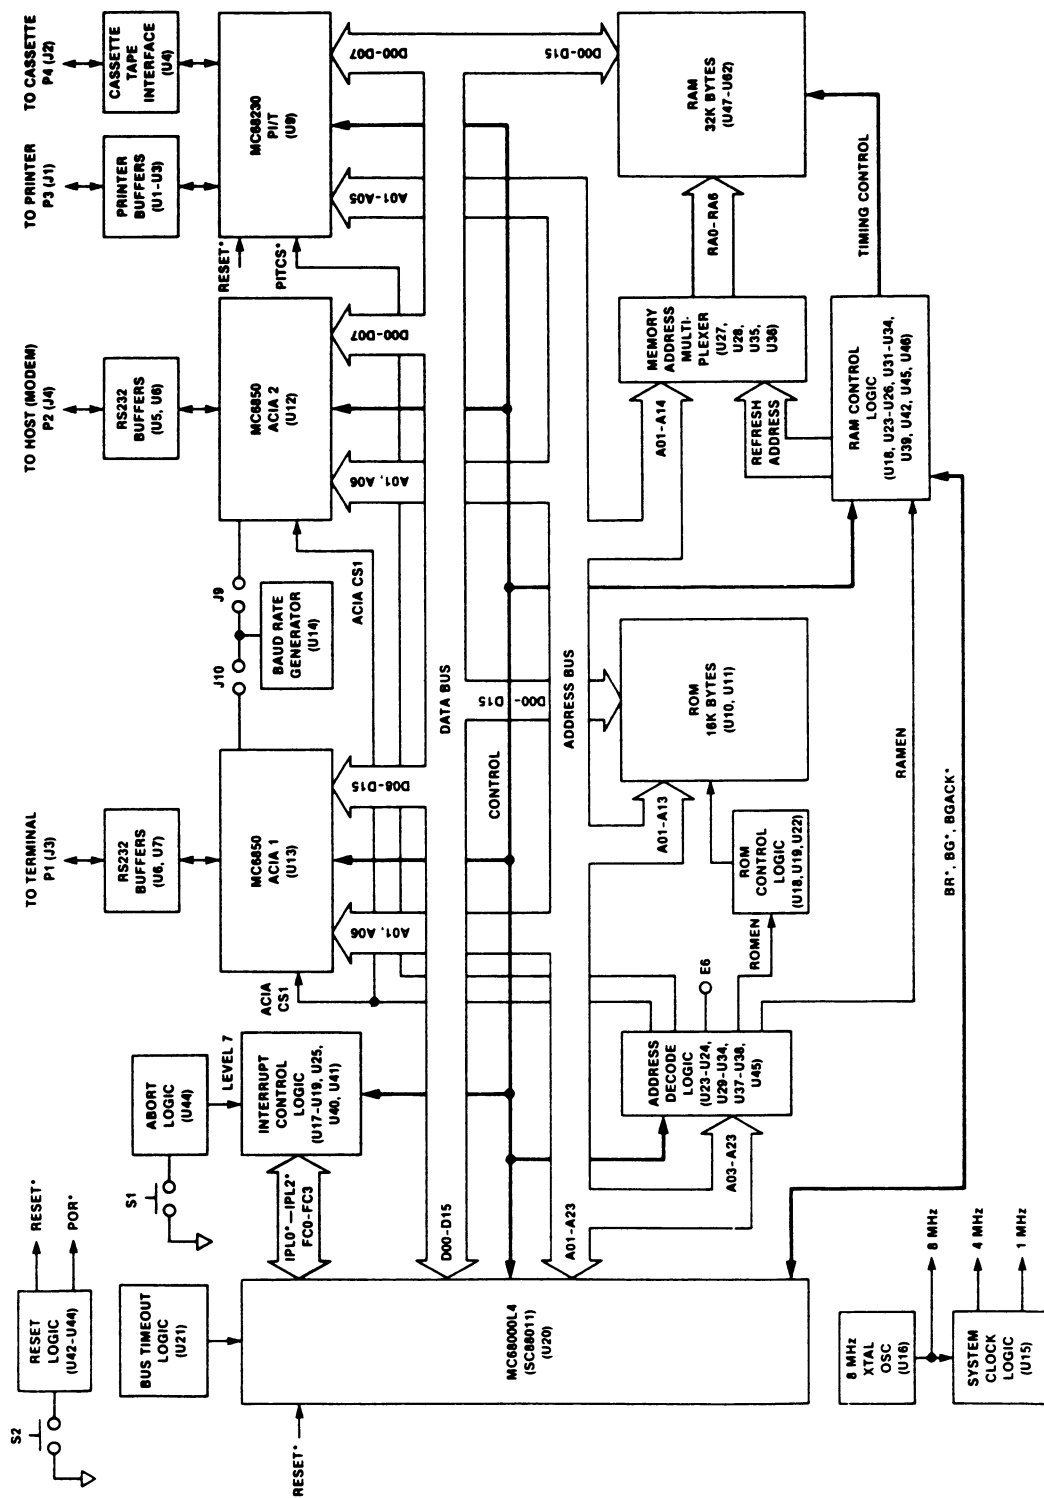 S2
RESET
LOGIC
(U42-U44)
RESET*
POR*
S1
ABORT
LOGIC
(U44)
LEVEL 7
BUS TIMEOUT
LOGIC
(U21)
INTERRUPT
CONTROL
LOGIC
(U17-U19, U25,
U40, U41)
IPL0*—IPL2*
FC0-FC3
RESET*
MC68000L4
(SC88011)
(U20)
8 MHz
XTAL
OSC
(U16)
SYSTEM
CLOCK
LOGIC
(U15)
8 MHz
4 MHz
1 MHz
TO TERMINAL
P1 (J3)
RS232
BUFFERS
(U6, U7)
MC6850
ACIA 1
(U13)
ACIA
CS1
A01, A06
D08-D15
J10
J9
BAUD RATE
GENERATOR
(U14)
ACIA CS1
TO HOST (MODEM)
P2 (J4)
RS232
BUFFERS
(U5, U6)
MC6850
ACIA 2
(U12)
A01, A06
D00-D07
TO PRINTER
P3 (J1)
PRINTER
BUFFERS
(U1-U3)
TO CASSETTE
P4 (J2)
CASSETTE
TAPE
INTERFACE
(U4)
MC68230
PI/T
(U9)
RESET*
PITCS*
A01-A05
D00-D07
D00-D15
DATA BUS
CONTROL
A01-A23
ADDRESS BUS
D00-D15
D00-D15
A03-A23
ADDRESS
DECODE
LOGIC
(U23-U24,
U29-U34,
U37-U38,
U45)
E6
ROMEN
ROM
CONTROL
LOGIC
(U18,U19,U22)
A01-A13
ROM
16K BYTES
(U10, U11)
A01-A14
MEMORY
ADDRESS
MULTI-
PLEXER
(U27,
U28,
U35,
U36)
RA0-RA6
RAM
32K BYTES
(U47-U62)
REFRESH
ADDRESS
RAM CONTROL
LOGIC
(U18, U23-U26, U31-U34,
U39, U42, U45, U46)
TIMING CONTROL
RAMEN
BR*, BG*, BGACK*